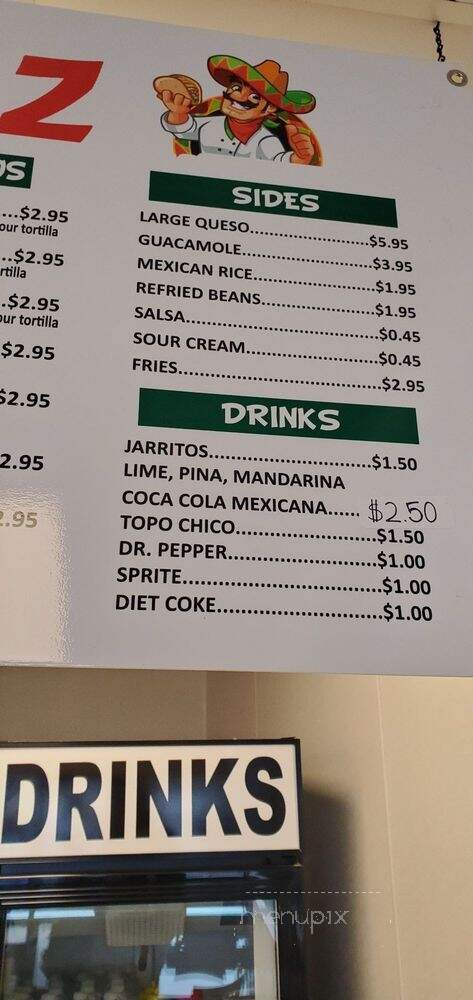 Z
OS
...$2.95
our tortilla
..$2.95
rtilla
.$2.95
our tortilla
$2.95
$2.95
2.95
2.95
SIDES
LARGE QUESO......................$5.95
GUACAMOLE........................$3.95
MEXICAN RICE......................$1.95
REFRIED BEANS.....................$1.95
SALSA...................................$0.45
SOUR CREAM........................$0.45
FRIES.....................................$2.95
DRINKS
JARRITOS.............................$1.50
LIME, PINA, MANDARINA
COCA COLA MEXICANA...... $2.50
TOPO CHICO.........................$1.50
DR. PEPPER...........................$1.00
SPRITE..................................$1.00
DIET COKE............................$1.00
DRINKS
menupix